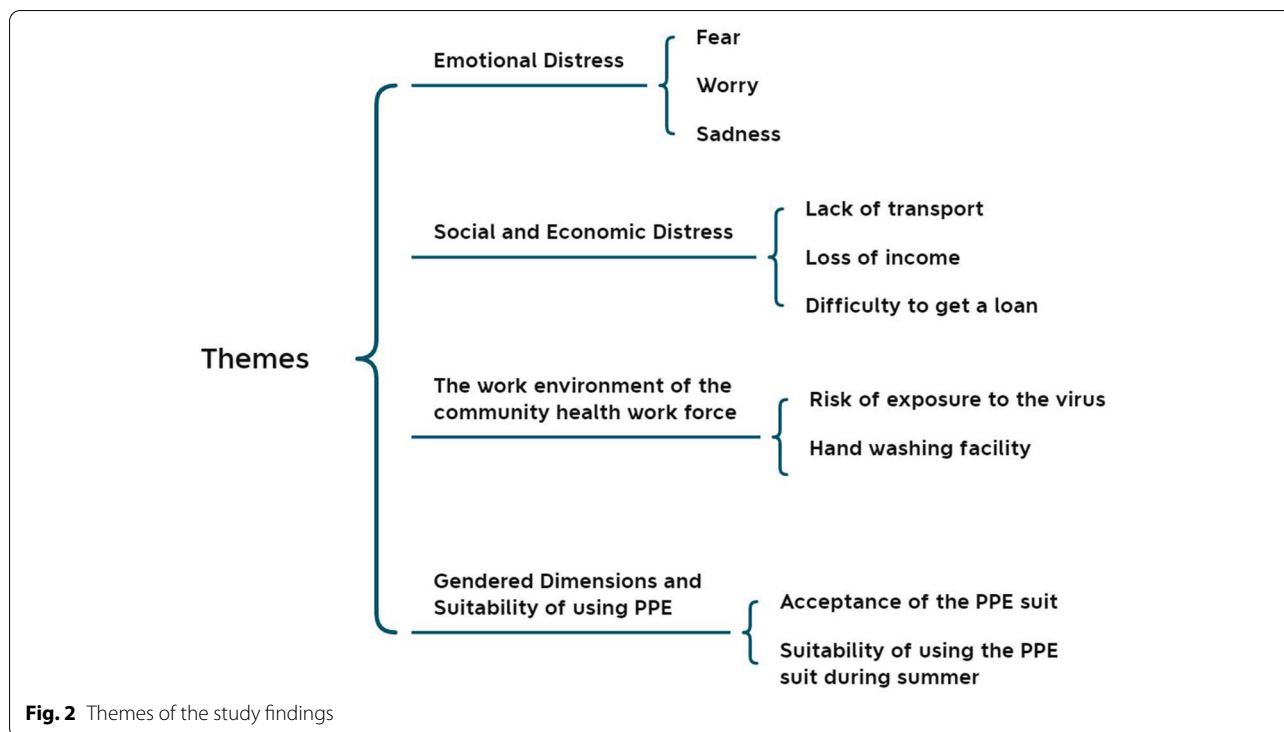 Themes
Emotional Distress
Fear
Worry
Sadness
Social and Economic Distress
Lack of transport
Loss of income
Difficulty to get a loan
The work environment of the
community health work force
Risk of exposure to the virus
Hand washing facility
Gendered Dimensions and
Suitability of using PPE
Acceptance of the PPE suit
Suitability of using the PPE
suit during summer
Fig. 2 Themes of the study findings